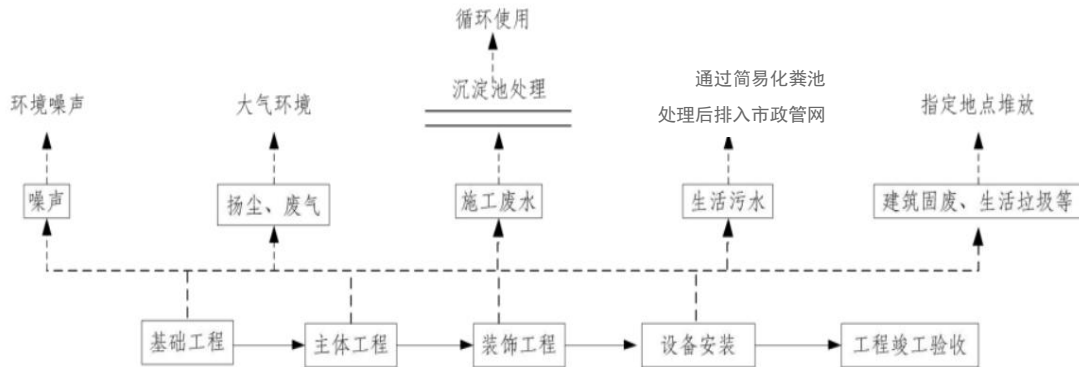 循环使用
通过简易化粪池
环境噪声
大气环境
沉淀池处理
处理后排入市政管网
指定地点堆放
噪声
扬尘、废气
施工废水
生活污水
建筑固废、生活垃圾等
基础工程
主体工程
装饰工程
设备安装
工程竣工验收